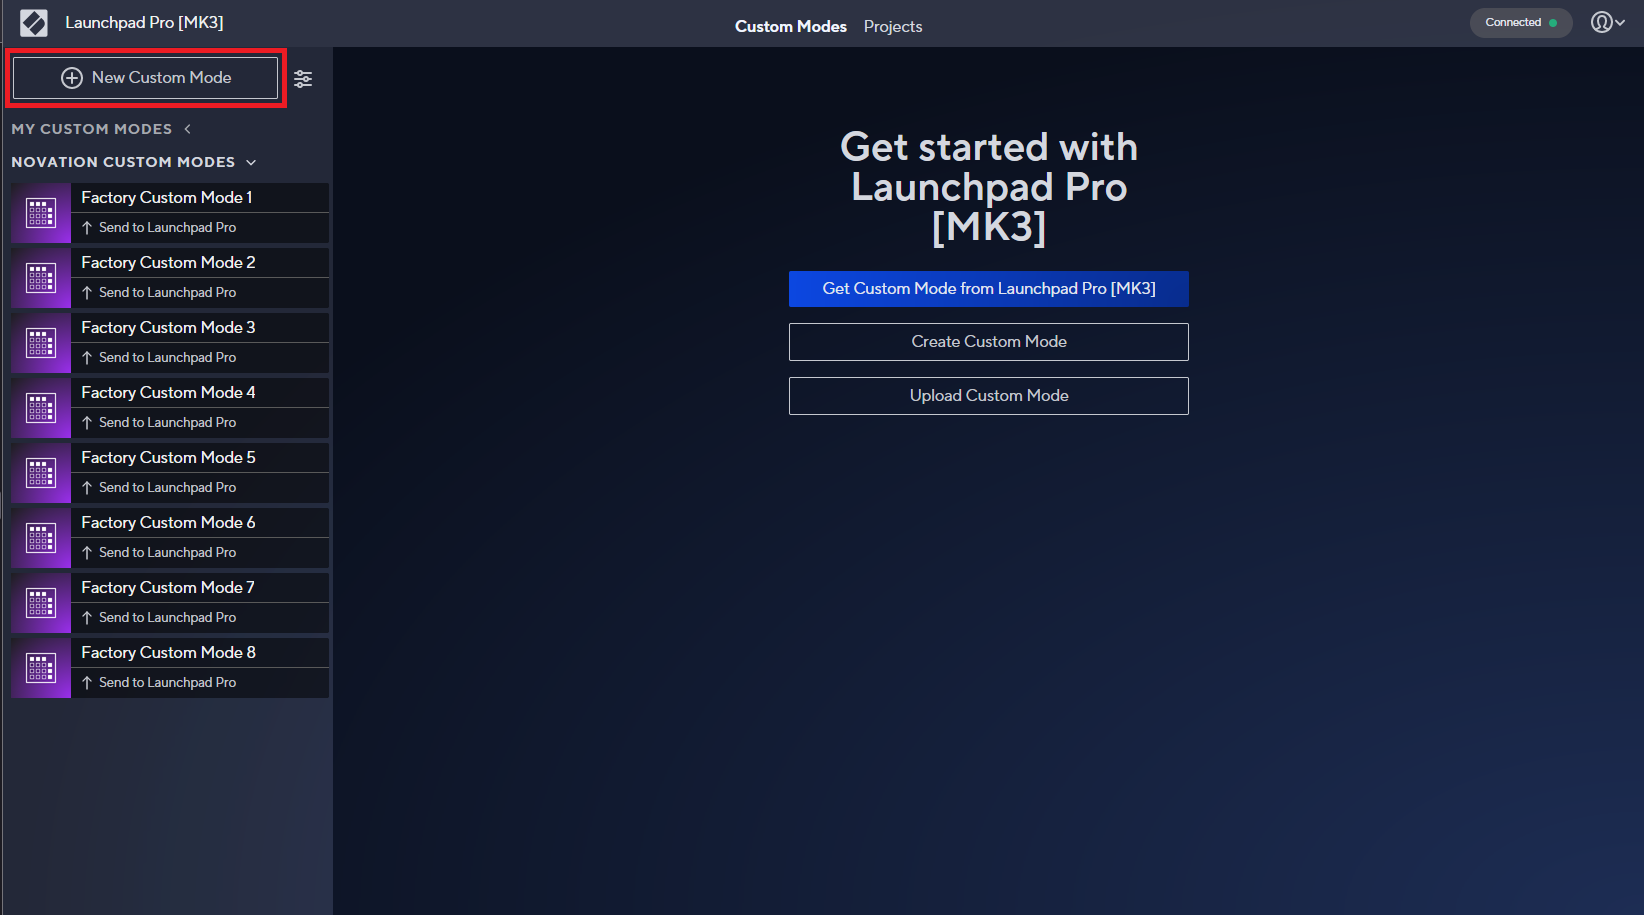 Launchpad Pro [MK3]
Custom Modes Projects
Connected
New Custom Mode
MY CUSTOM MODES
NOVATION CUSTOM MODES
Factory Custom Mode 1
Send to Launchpad Pro
Factory Custom Mode 2
Send to Launchpad Pro
Factory Custom Mode 3
Send to Launchpad Pro
Factory Custom Mode 4
Send to Launchpad Pro
Factory Custom Mode 5
Send to Launchpad Pro
Factory Custom Mode 6
Send to Launchpad Pro
Factory Custom Mode 7
Send to Launchpad Pro
Factory Custom Mode 8
Send to Launchpad Pro
Get started with
Launchpad Pro
[MK3]
Get Custom Mode from Launchpad Pro [MK3]
Create Custom Mode
Upload Custom Mode